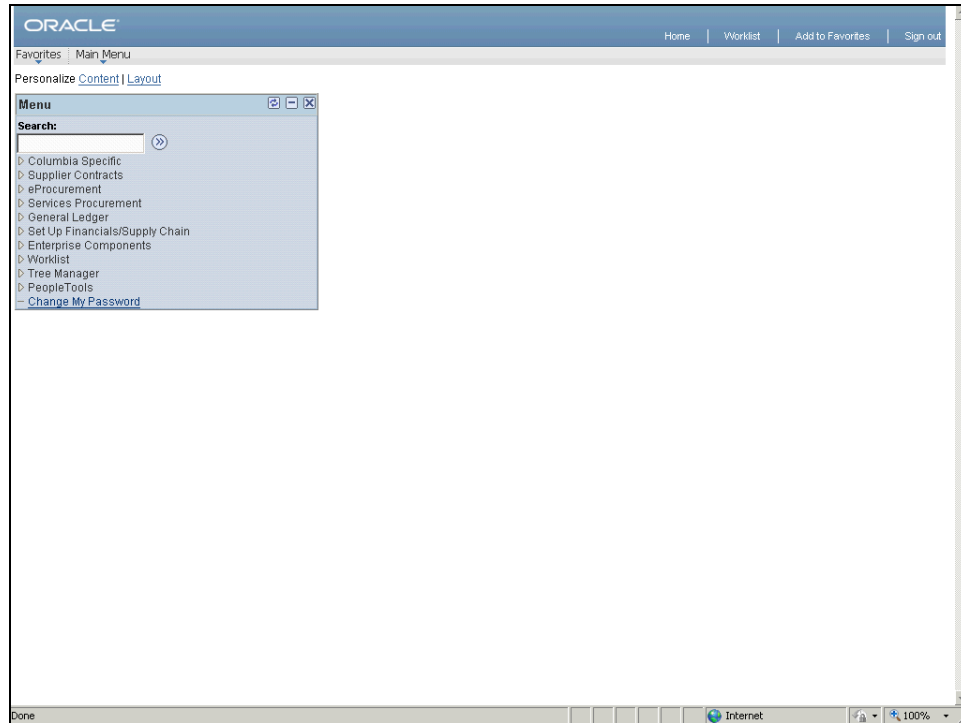 ORACLE
Home | Worklist | Add to Favorites | Sign out
Favorites Main Menu
Personalize Content | Layout
Menu
Search:
Columbia Specific
Supplier Contracts
eProcurement
Services Procurement
General Ledger
Set Up Financials/Supply Chain
Enterprise Components
Worklist
Tree Manager
PeopleTools
Change My Password
Done Internet 100%